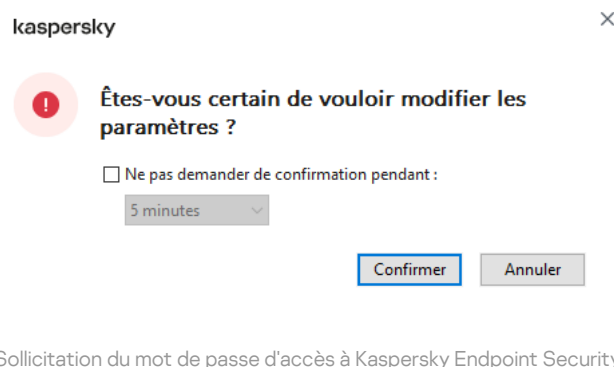 kaspersky
Êtes-vous certain de vouloir modifier les
paramètres ?
Ne pas demander de confirmation pendant :
5 minutes
Confirmer Annuler
Sollicitation du mot de passe d'accès à Kaspersky Endpoint Security